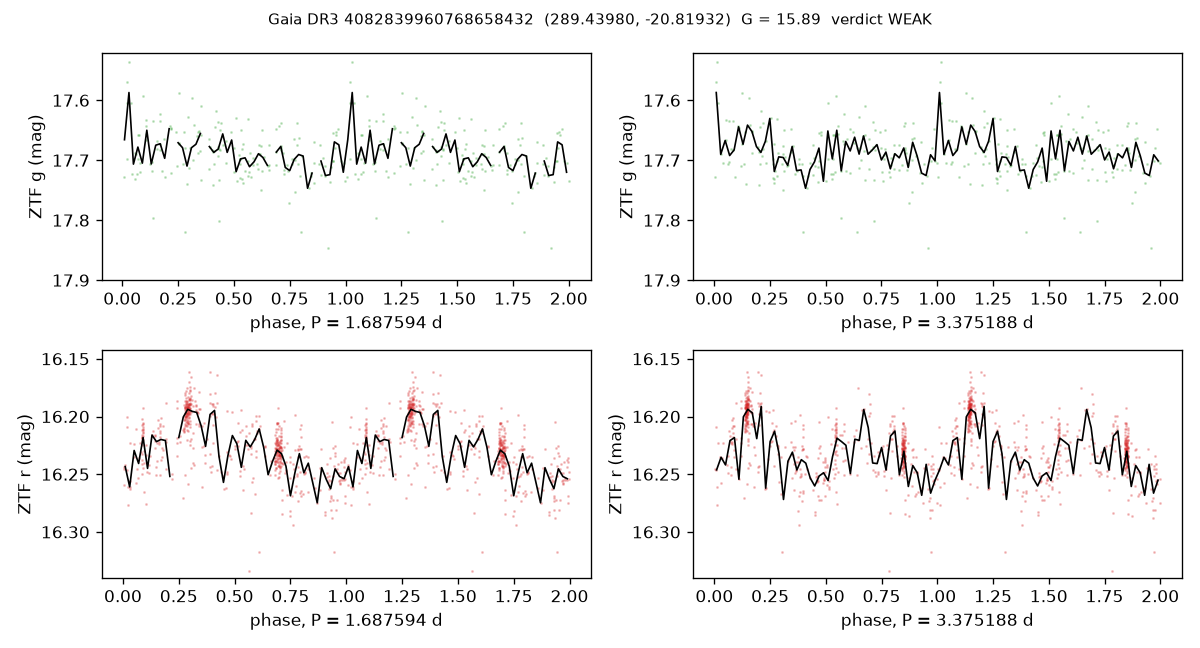 Gaia DR3 4082839960768658432 (289.43980, -20.81932) G = 15.89 verdict WEAK
ZTF g (mag)
17.6
17.7
17.8
17.9
0.00 0.25 0.50 0.75 1.00 1.25 1.50 1.75 2.00
phase, P = 1.687594 d
ZTF g (mag)
17.6
17.7
17.8
17.9
0.00 0.25 0.50 0.75 1.00 1.25 1.50 1.75 2.00
phase, P = 3.375188 d
ZTF r (mag)
16.15
16.20
16.25
16.30
0.00 0.25 0.50 0.75 1.00 1.25 1.50 1.75 2.00
phase, P = 1.687594 d
ZTF r (mag)
16.15
16.20
16.25
16.30
0.00 0.25 0.50 0.75 1.00 1.25 1.50 1.75 2.00
phase, P = 3.375188 d